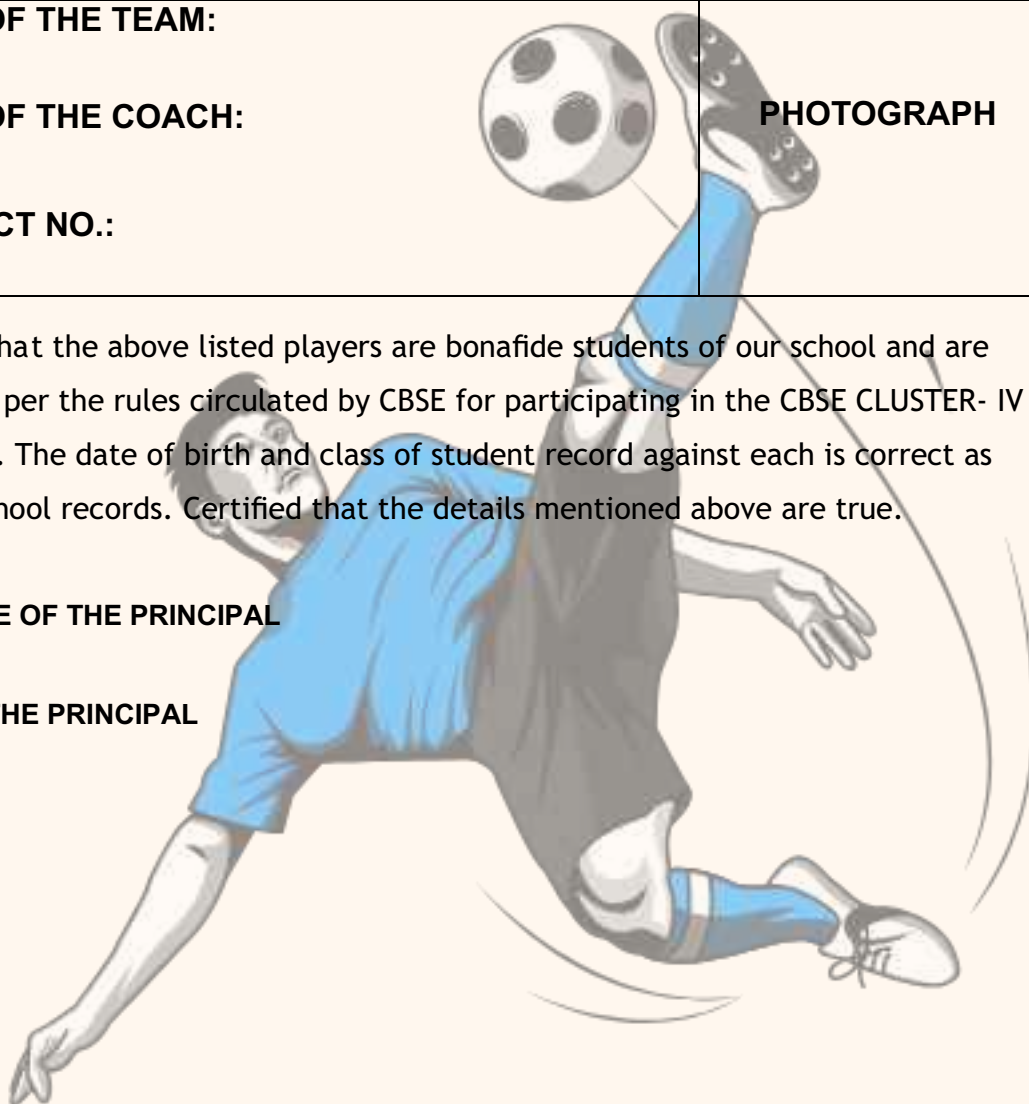 OF THE TEAM:
OF THE COACH:
PHOTOGRAPH
CT NO.:
hat the above listed players are bonafide students of our school and are
per the rules circulated by CBSE for participating in the CBSE CLUSTER- IV
. The date of birth and class of student record against each is correct as
hool records. Certified that the details mentioned above are true.
E OF THE PRINCIPAL
THE PRINCIPAL